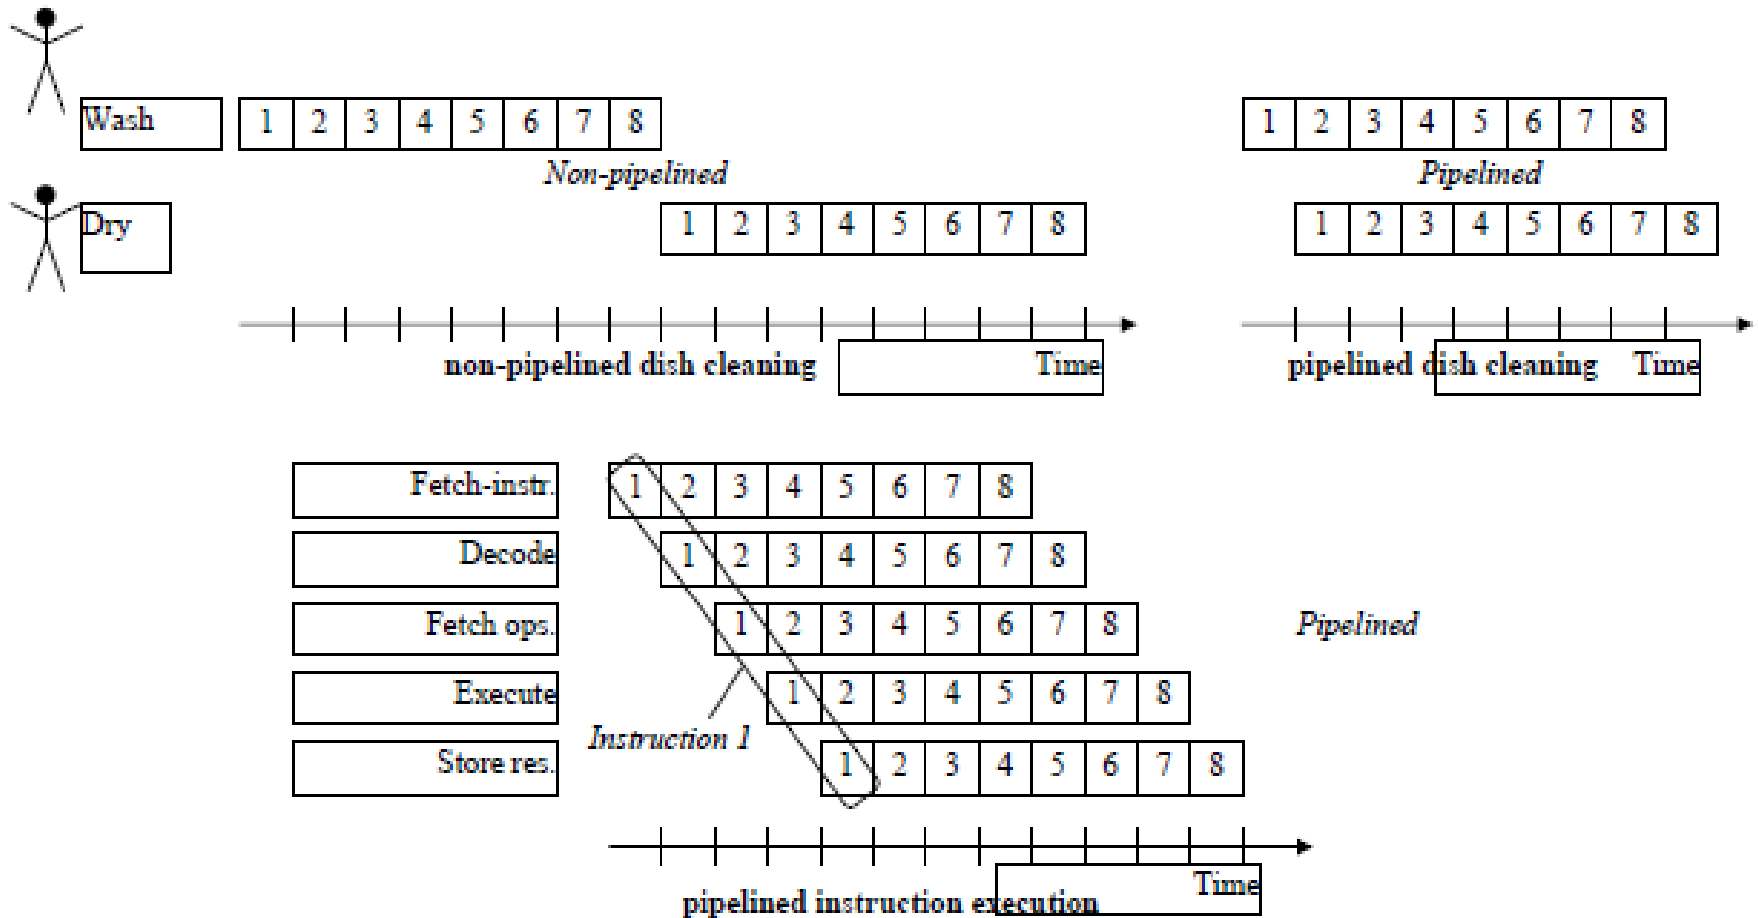 Wash 1 2 3 4 5 6 7 8 1 2 3 4 5 6 7 8
Non-pipelined Pipelined
Dry 1 2 3 4 5 6 7 8 1 2 3 4 5 6 7 8
non-pipelined dish cleaning Time pipelined dish cleaning Time
Fetch-instr. 1 2 3 4 5 6 7 8
Decode 1 2 3 4 5 6 7 8
Fetch ops. 1 2 3 4 5 6 7 8 Pipelined
Execute 1 2 3 4 5 6 7 8
Instruction 1
Store res. 1 2 3 4 5 6 7 8
Time
pipelined instruction execution